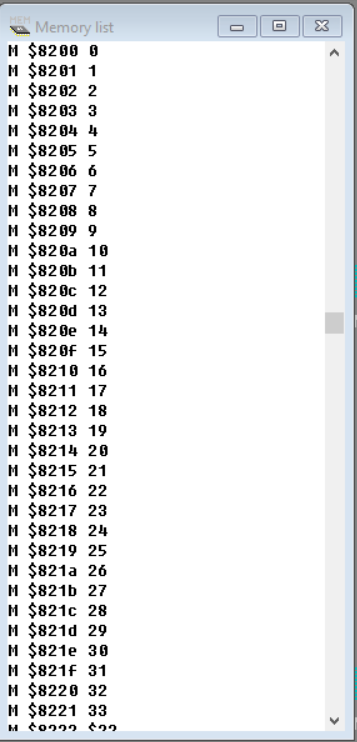 Memory list
M $8200 0
M $8201 1
M $8202 2
M $8203 3
M $8204 4
M $8205 5
M $8206 6
M $8207 7
M $8208 8
M $8209 9
M $820a 10
M $820b 11
M $820c 12
M $820d 13
M $820e 14
M $820f 15
M $8210 16
M $8211 17
M $8212 18
M $8213 19
M $8214 20
M $8215 21
M $8216 22
M $8217 23
M $8218 24
M $8219 25
M $821a 26
M $821b 27
M $821c 28
M $821d 29
M $821e 30
M $821f 31
M $8220 32
M $8221 33
M $8222 $22